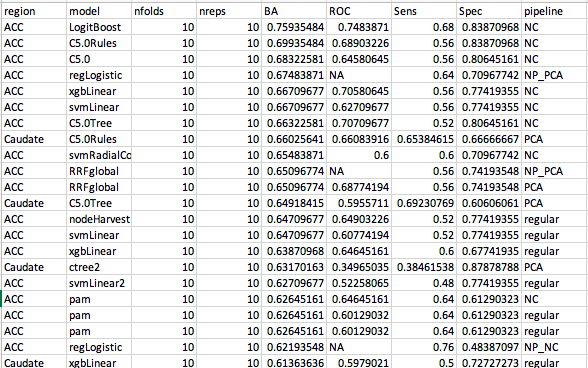 region model nfolds nreps BA ROC Sens Spec pipeline
ACC LogitBoost 10 10 0.75935484 0.7483871 0.68 0.83870968 NC
ACC C5.0Rules 10 10 0.69935484 0.68903226 0.56 0.83870968 NC
ACC C5.0 10 10 0.68322581 0.64580645 0.56 0.80645161 NC
ACC regLogistic 10 10 0.67483871 NA 0.64 0.70967742 NP_PCA
ACC xgbLinear 10 10 0.66709677 0.70580645 0.56 0.77419355 NC
ACC svmLinear 10 10 0.66709677 0.62709677 0.56 0.77419355 NC
ACC C5.0Tree 10 10 0.66322581 0.70709677 0.52 0.80645161 NC
Caudate C5.0Rules 10 10 0.66025641 0.66083916 0.65384615 0.66666667 PCA
ACC svmRadialCo 10 10 0.65483871 0.6 0.6 0.70967742 NC
ACC RRFglobal 10 10 0.65096774 NA 0.56 0.74193548 NP_PCA
ACC RRFglobal 10 10 0.65096774 0.68774194 0.56 0.74193548 PCA
Caudate C5.0Tree 10 10 0.64918415 0.5955711 0.69230769 0.60606061 PCA
ACC nodeHarvest 10 10 0.64709677 0.64903226 0.52 0.77419355 regular
ACC svmLinear 10 10 0.64709677 0.60774194 0.52 0.77419355 regular
ACC xgbLinear 10 10 0.63870968 0.64645161 0.6 0.67741935 regular
Caudate ctree2 10 10 0.63170163 0.34965035 0.38461538 0.87878788 PCA
ACC svmLinear2 10 10 0.62709677 0.52258065 0.48 0.77419355 regular
ACC pam 10 10 0.62645161 0.64645161 0.64 0.61290323 NC
ACC pam 10 10 0.62645161 0.60129032 0.64 0.61290323 regular
ACC pam 10 10 0.62645161 0.60129032 0.64 0.61290323 regular
ACC regLogistic 10 10 0.62193548 NA 0.76 0.48387097 NP_NC
Caudate xgbLinear 10 10 0.61363636 0.5979021 0.5 0.72727273 regular